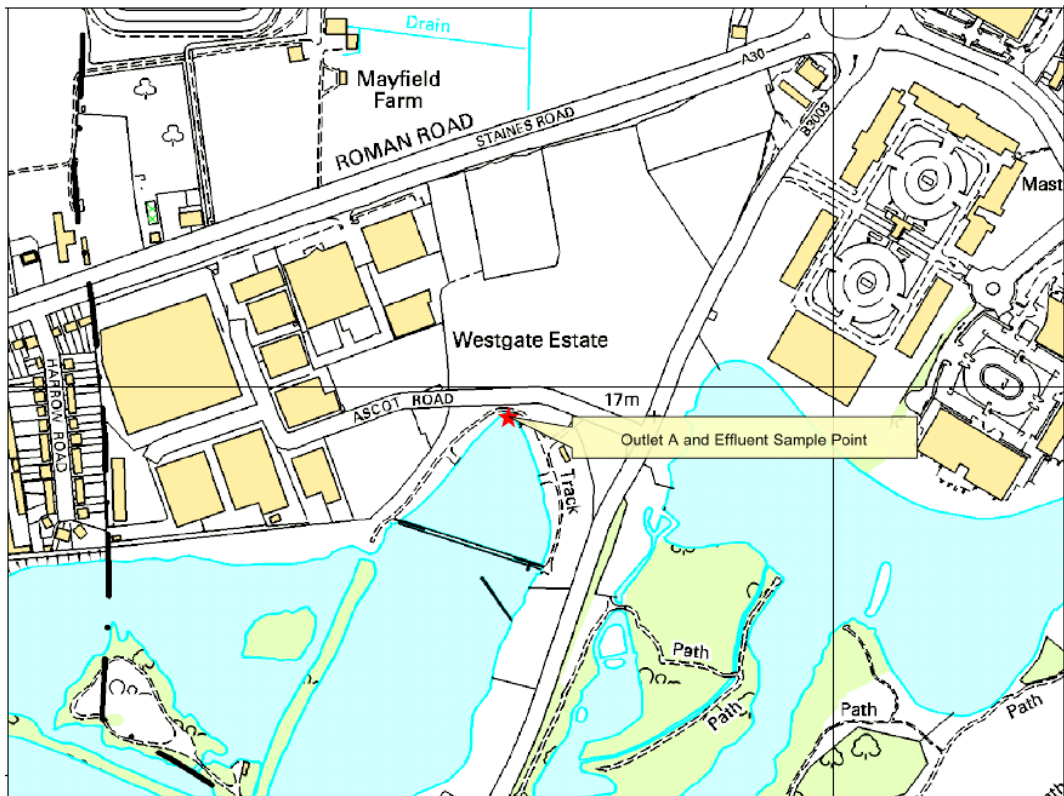 Drain
Mayfield
Farm
ROMAN ROAD
STAINES ROAD
A30
B3003
Mast
Westgate Estate
HARRON ROAD
ASCOT ROAD
17m
Outlet A and Effluent Sample Point
Track
Path
Path
Path
Path